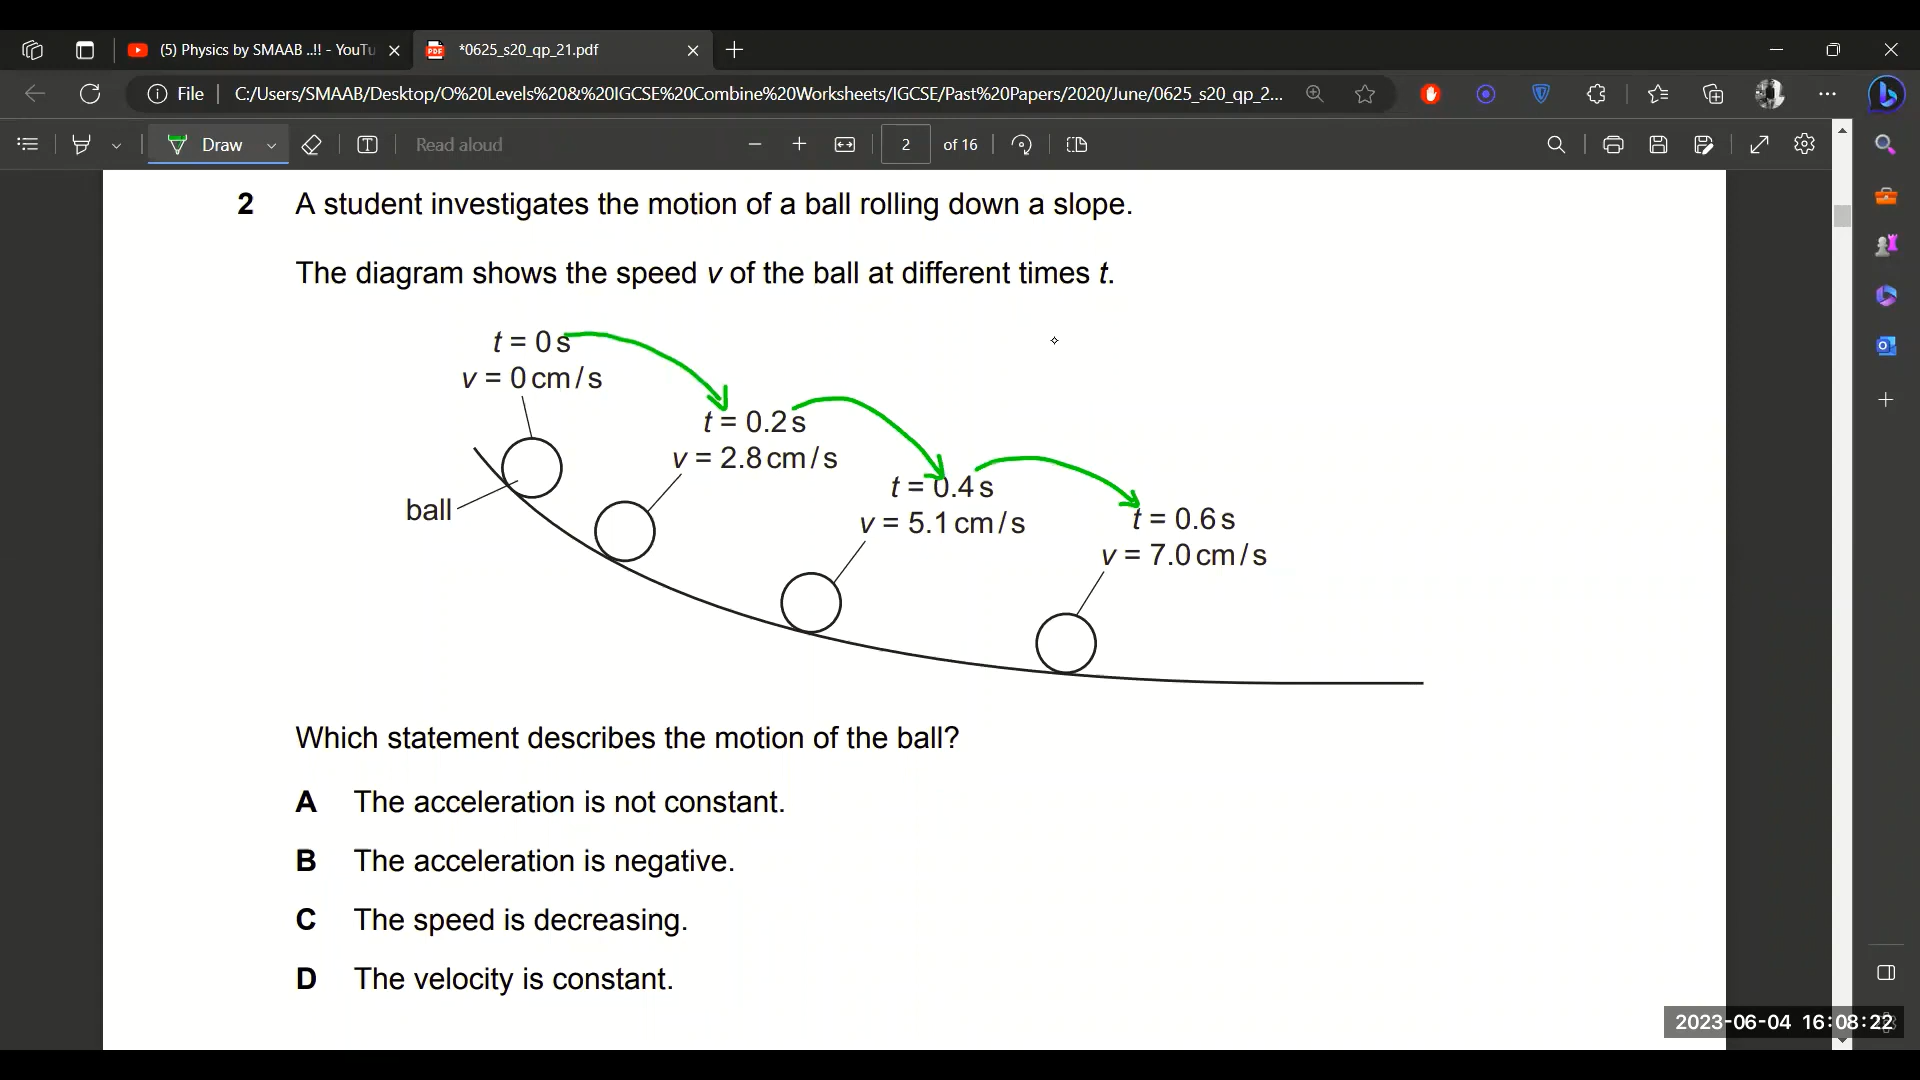 (5) Physics by SMAAB ..!! - YouTu
*0625_s20_qp_21.pdf
File
C:/Users/SMAAB/Desktop/O%20Levels%20&%20IGCSE%20Combine%20Worksheets/IGCSE/Past%20Papers/2020/June/0625_s20_qp_2...
Draw
Read aloud
2 of 16
2 A student investigates the motion of a ball rolling down a slope.
The diagram shows the speed v of the ball at different times t.
t = 0 s
v = 0 cm / s
t = 0.2 s
v = 2.8 cm / s
t = 0.4 s
v = 5.1 cm / s
t = 0.6 s
v = 7.0 cm / s
ball
Which statement describes the motion of the ball?
A The acceleration is not constant.
B The acceleration is negative.
C The speed is decreasing.
D The velocity is constant.
2023-06-04 16:08:22